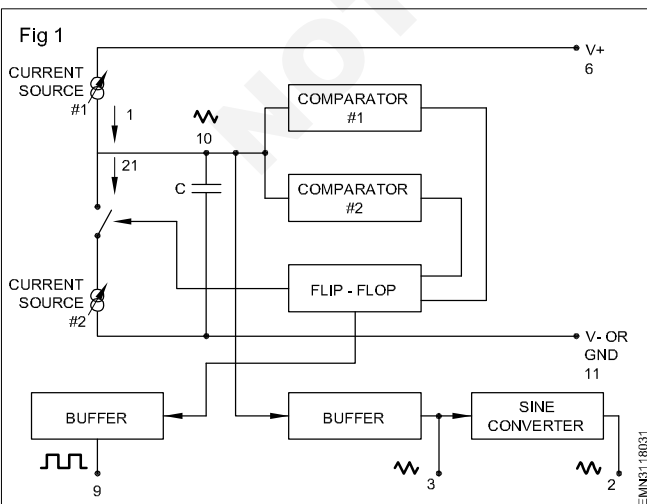 NOT
Fig 1
V+
6
CURRENT
SOURCE
#1
1
10
COMPARATOR
#1
21
C
COMPARATOR
#2
CURRENT
SOURCE
#2
FLIP - FLOP
V- OR
GND
11
BUFFER
BUFFER
SINE
CONVERTER
9
3
2
EMN3118031